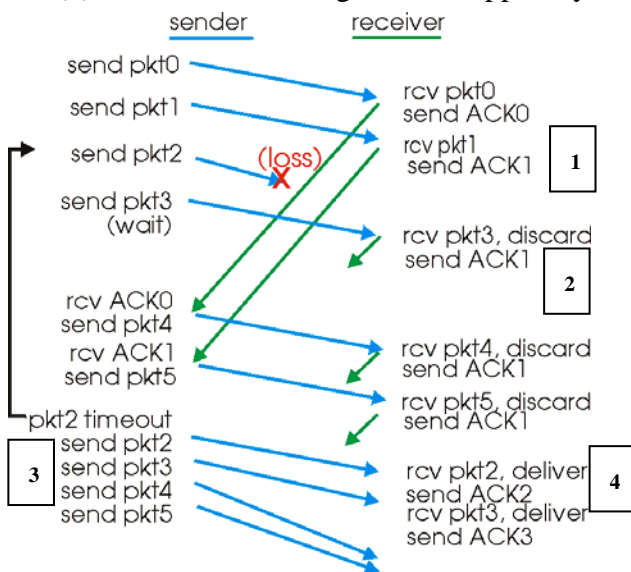 sender
receiver
send pkt0
send pkt1
send pkt2
send pkt3
(wait)
(loss)
X
rcv pkt0
send ACK0
rcv pkt1
send ACK1
1
rcv pkt3, discard
send ACK1
2
rcv ACK0
send pkt4
rcv ACK1
send pkt5
rcv pkt4, discard
send ACK1
rcv pkt5, discard
send ACK1
pkt2 timeout
send pkt2
send pkt3
send pkt4
send pkt5
3
rcv pkt2, deliver
send ACK2
rcv pkt3, deliver
send ACK3
4